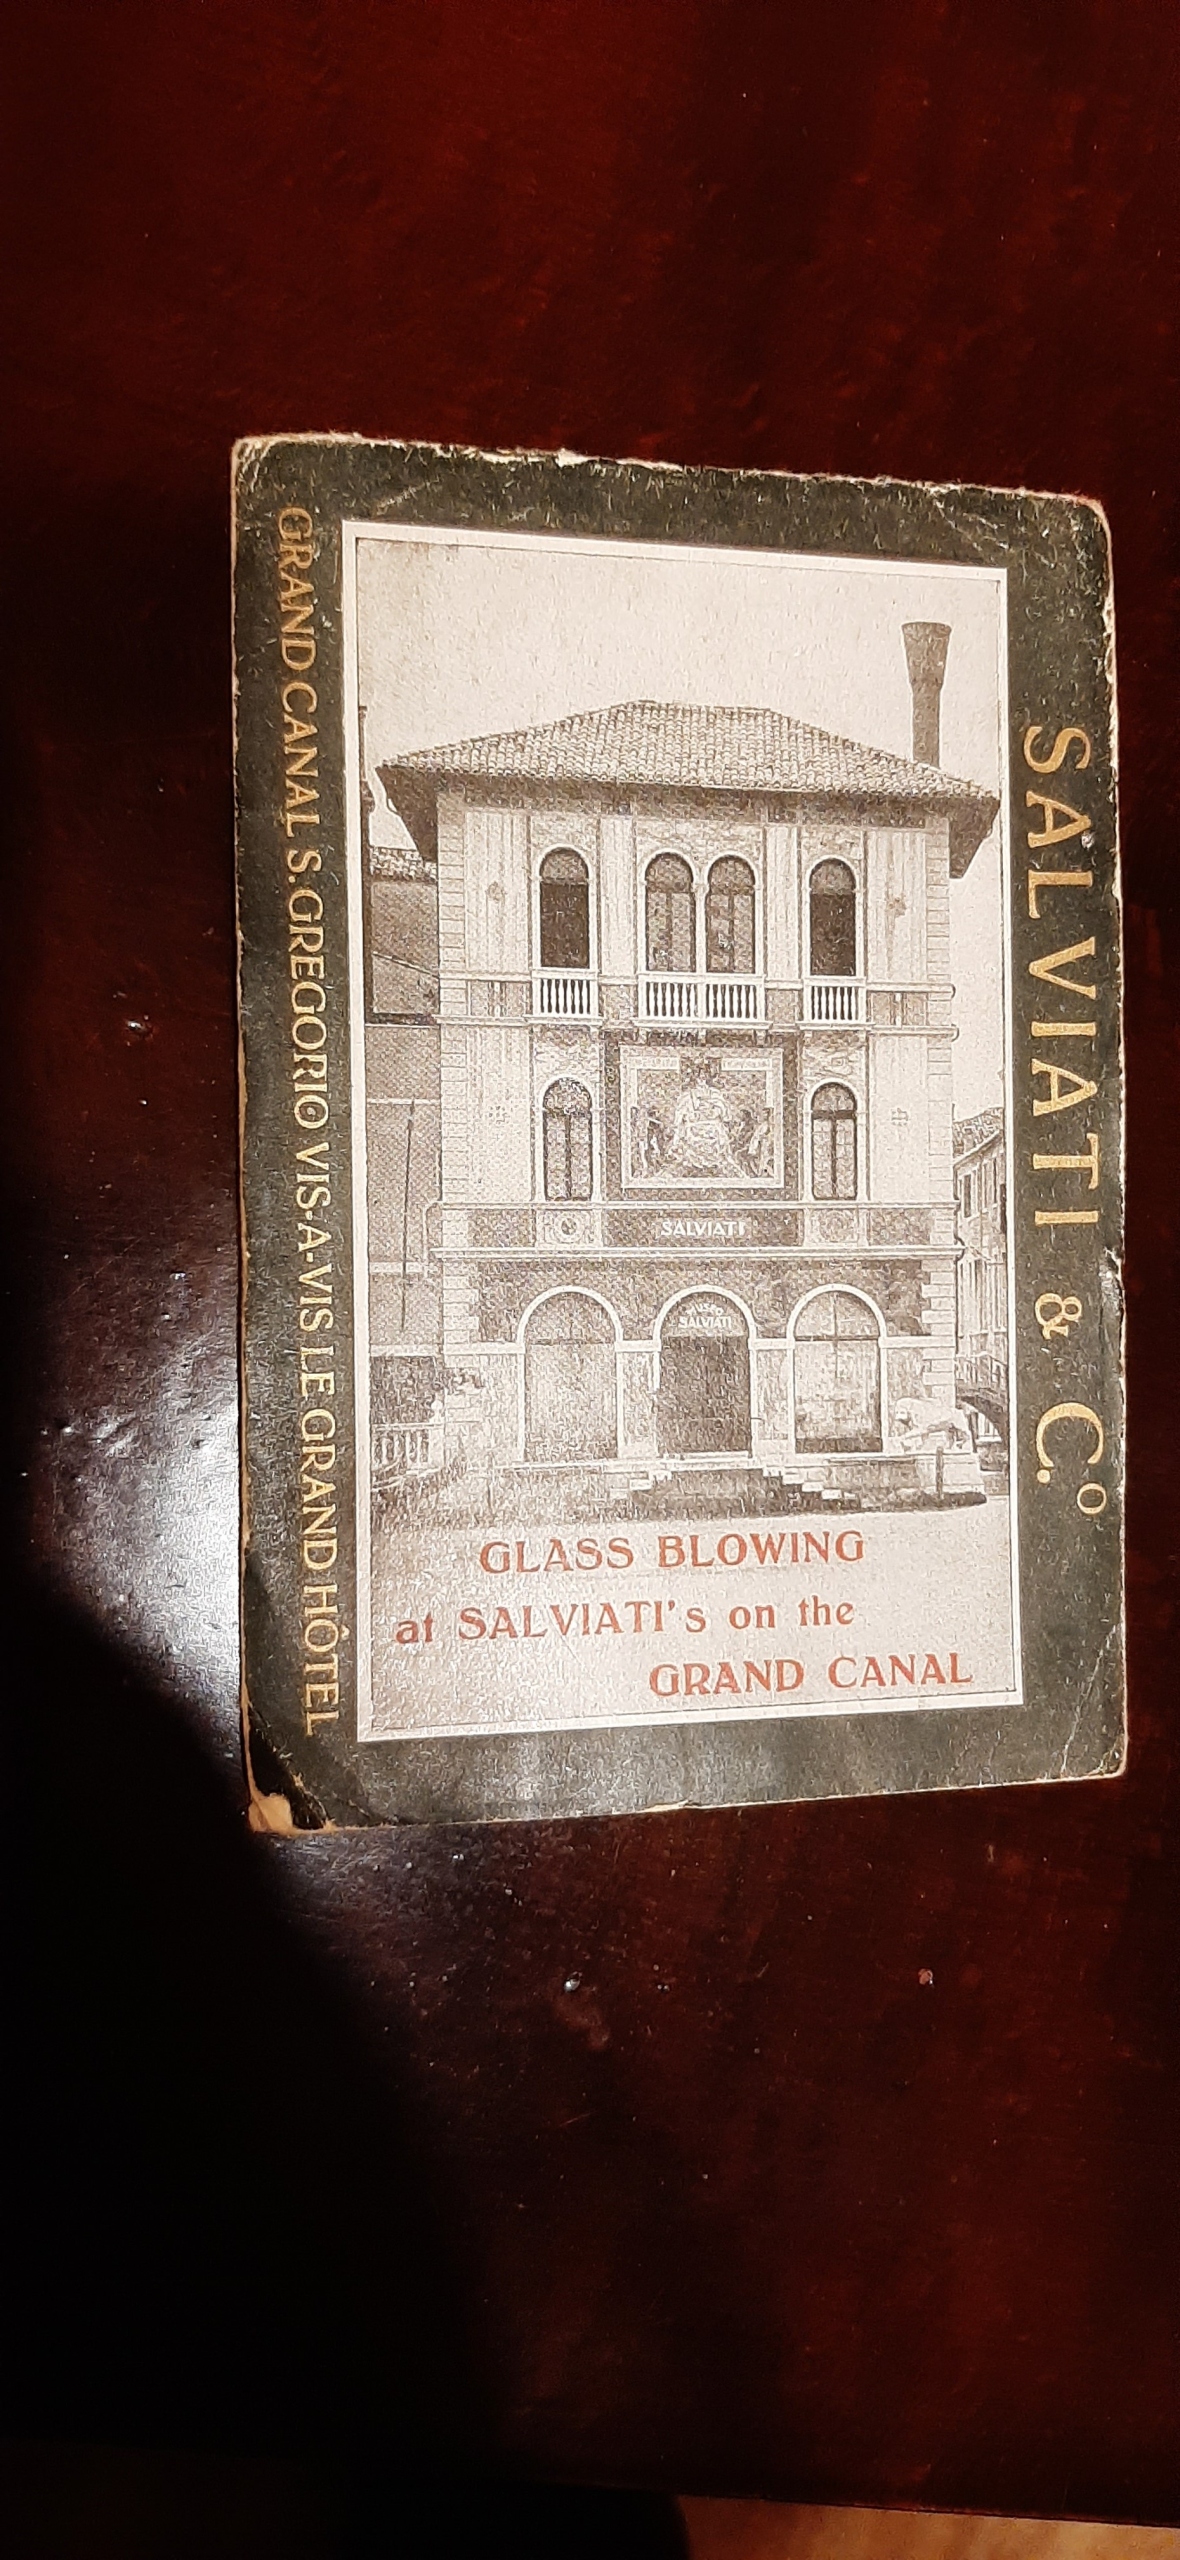 SALVIATI & C.º
GRAND CANAL S. GREGORIO VIS-A-VIS LE GRAND HÔTEL
SALVIATI
MUSEO
SALVIATI
GLASS BLOWING
at SALVIATI's on the
GRAND CANAL